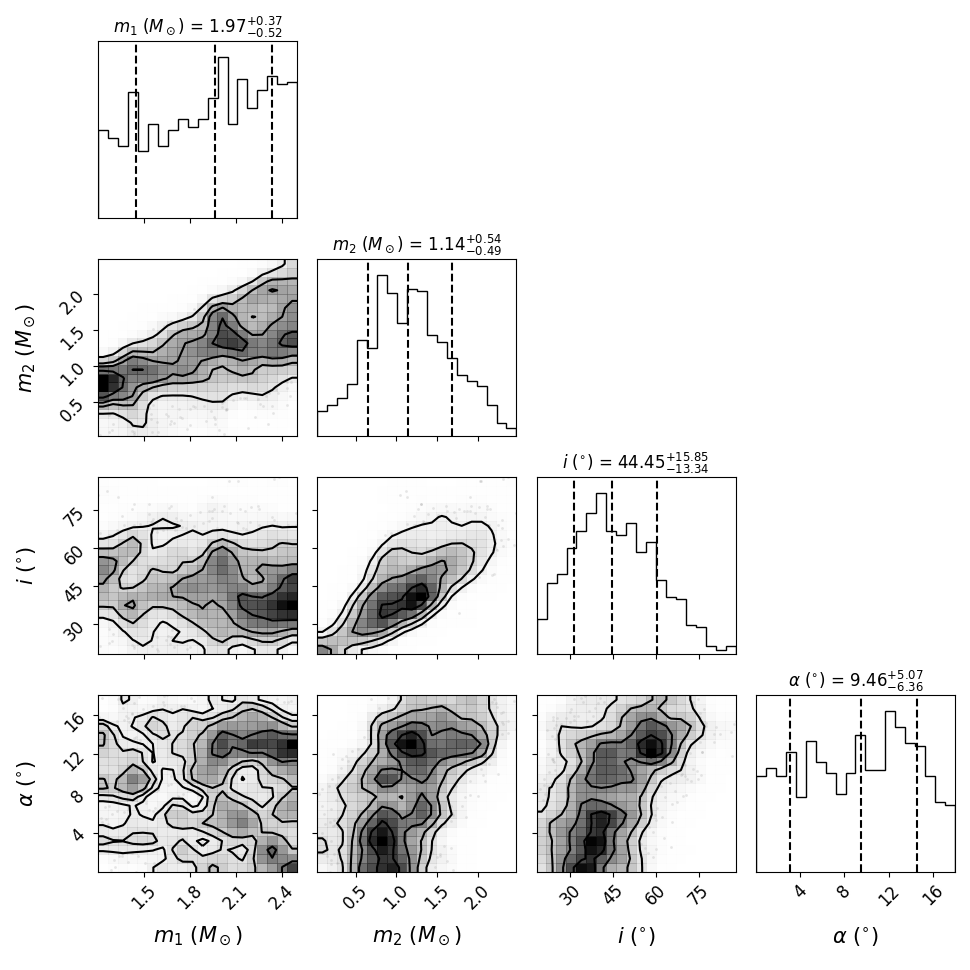 m₁ (M⊙) = 1.97+0.37−0.52
m₂ (M⊙) = 1.14+0.54−0.49
m₂ (M⊙)
2.0
1.5
1.0
0.5
i (°) = 44.45+15.85−13.34
i (°)
75
60
45
30
α (°) = 9.46+5.07−6.36
α (°)
16
12
8
4
1.5 1.8 2.1 2.4 0.5 1.0 1.5 2.0 30 45 60 75 4 8 12 16
m₁ (M⊙) m₂ (M⊙) i (°) α (°)